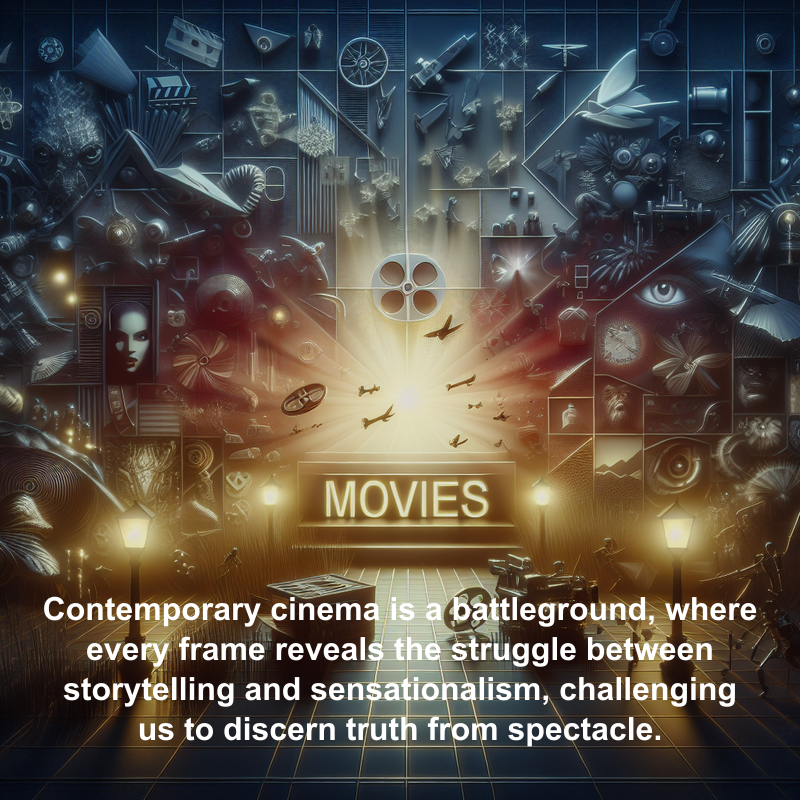 MOVIES
Contemporary cinema is a battleground, where
every frame reveals the struggle between
storytelling and sensationalism, challenging
us to discern truth from spectacle.